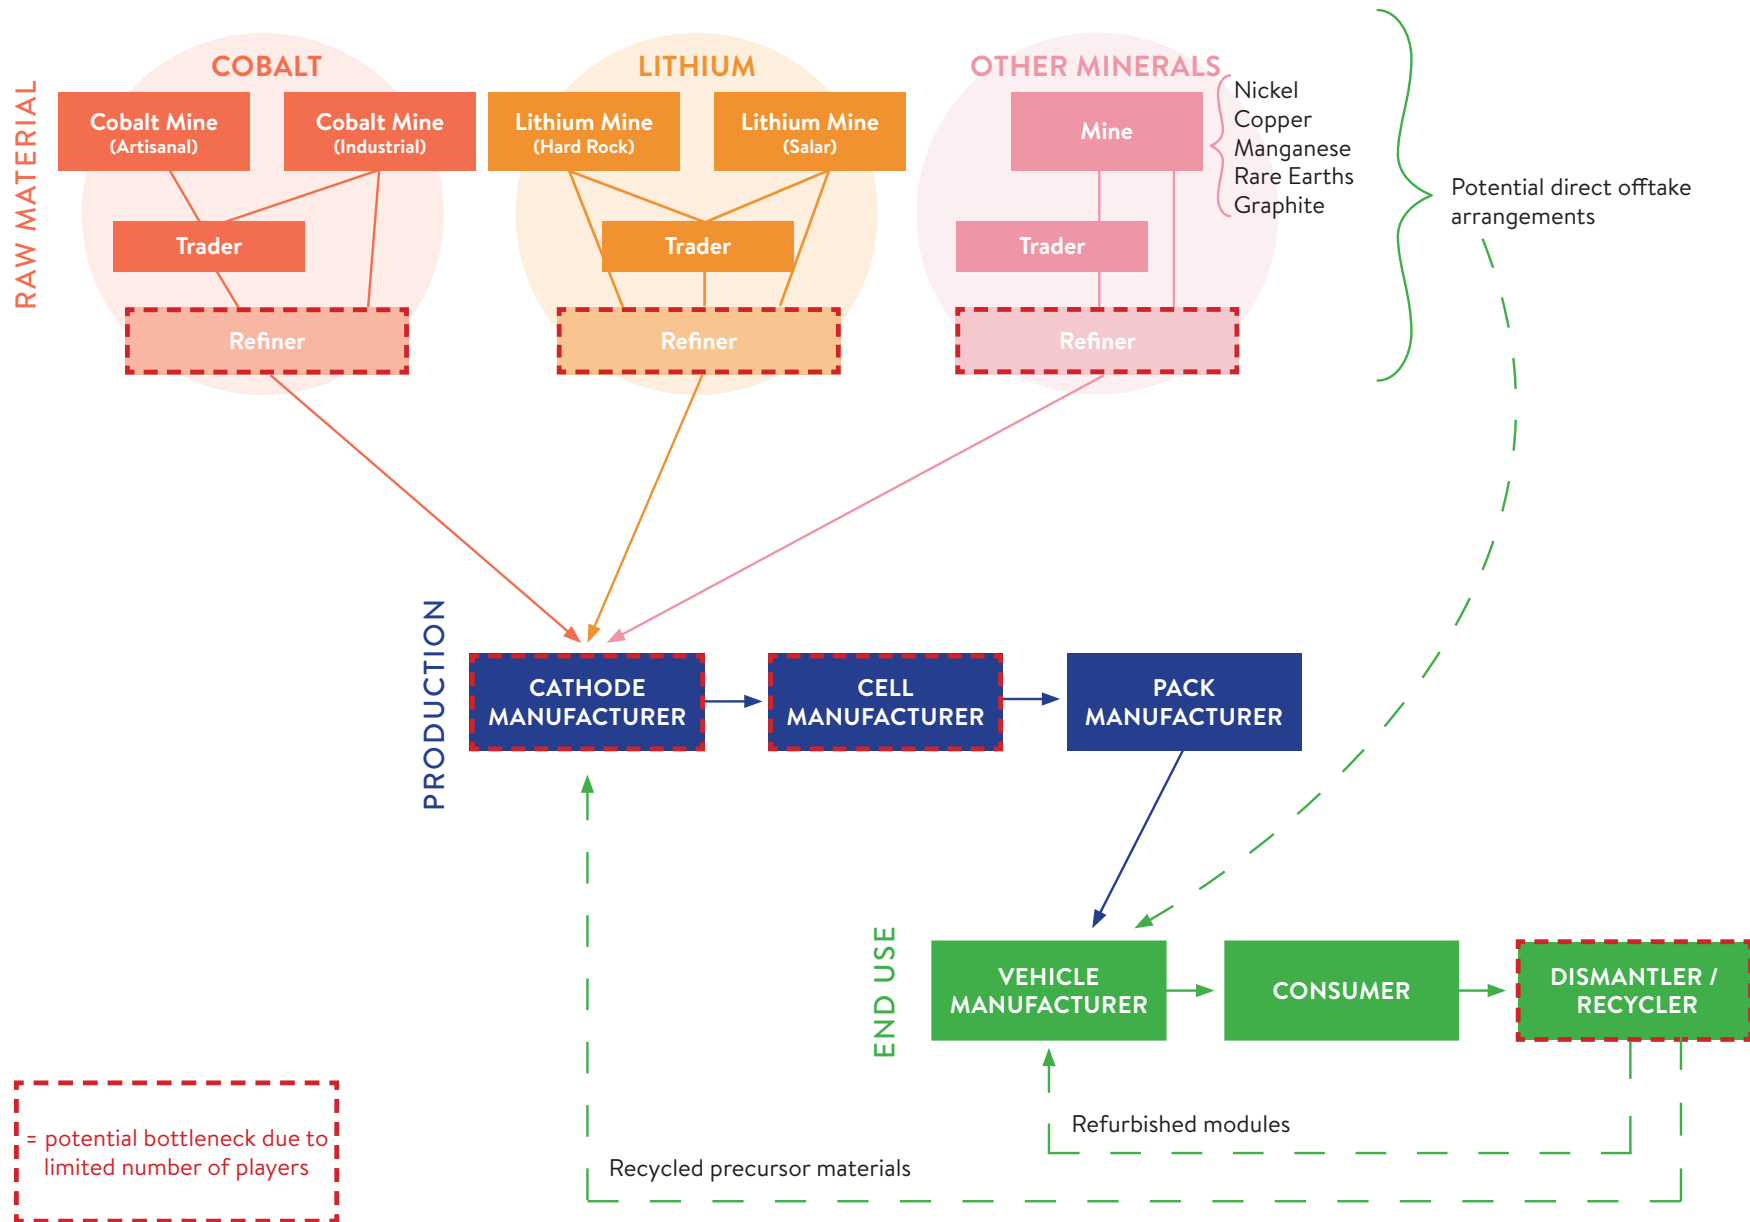 RAW MATERIAL
COBALT
Cobalt Mine
(Artisanal)
Cobalt Mine
(Industrial)
Trader
Refiner
LITHIUM
Lithium Mine
(Hard Rock)
Lithium Mine
(Salar)
Trader
Refiner
OTHER MINERALS
Mine
Nickel
Copper
Manganese
Rare Earths
Graphite
Trader
Refiner
Potential direct offtake
arrangements
PRODUCTION
CATHODE
MANUFACTURER
CELL
MANUFACTURER
PACK
MANUFACTURER
END USE
VEHICLE
MANUFACTURER
CONSUMER
DISMANTLER /
RECYCLER
Refurbished modules
Recycled precursor materials
= potential bottleneck due to
limited number of players